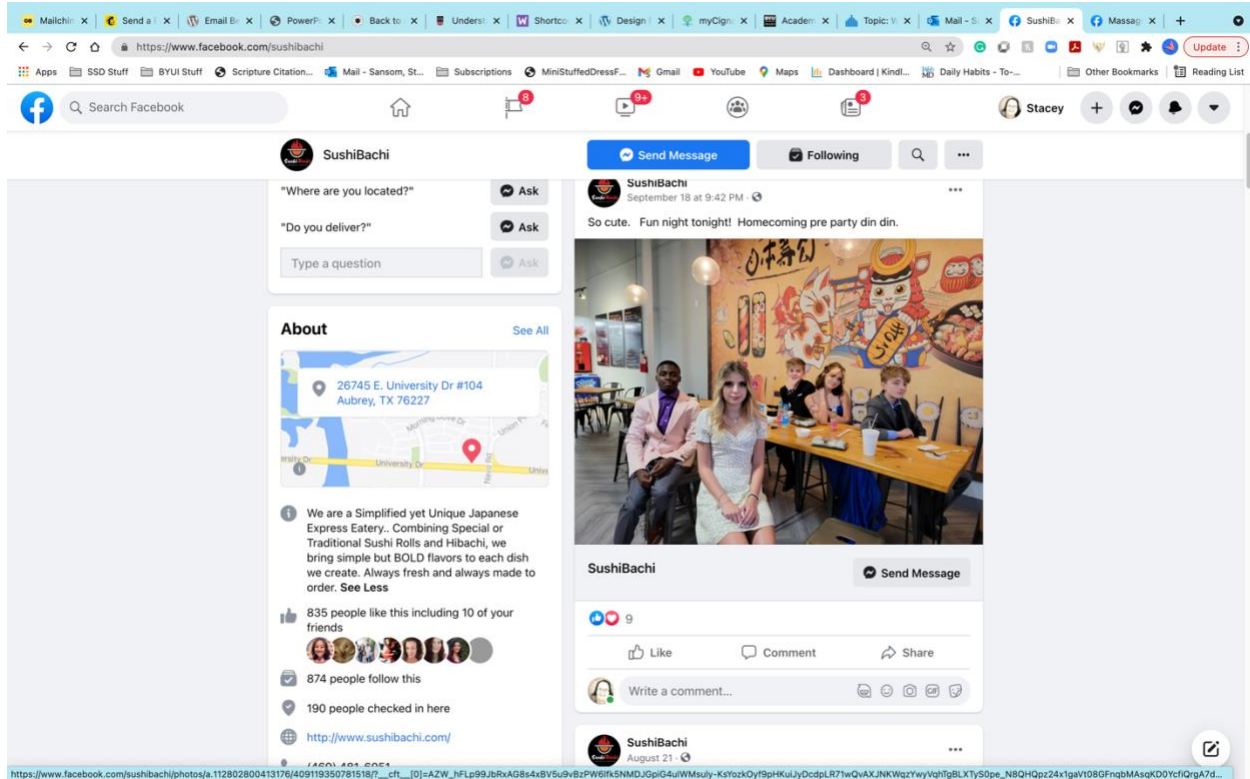 Mailchim
Send a
Email Be
PowerPo
Back to
Underst
Shortco
Design
myCigna
Academ
Topic: W
Mail - S
SushiBa
Massag
https://www.facebook.com/sushibachi
Update
Apps
SSD Stuff
BYUI Stuff
Scripture Citation...
Mail - Sansom, St...
Subscriptions
MiniStuffedDressF...
Gmail
YouTube
Maps
Dashboard | Kindl...
Daily Habits - To-...
Other Bookmarks
Reading List
Search Facebook
8
9+
3
Stacey
SushiBachi
Send Message
Following
"Where are you located?"
Ask
"Do you deliver?"
Ask
Type a question
Ask
About
See All
26745 E. University Dr #104
Aubrey, TX 76227
University Dr
We are a Simplified yet Unique Japanese
Express Eatery.. Combining Special or
Traditional Sushi Rolls and Hibachi, we
bring simple but BOLD flavors to each dish
we create. Always fresh and always made to
order. See Less
835 people like this including 10 of your
friends
874 people follow this
190 people checked in here
http://www.sushibachi.com/
SushiBachi
September 18 at 9:42 PM
So cute. Fun night tonight! Homecoming pre party din din.
SushiBachi
Send Message
9
Like
Comment
Share
Write a comment...
GIF
SushiBachi
August 21